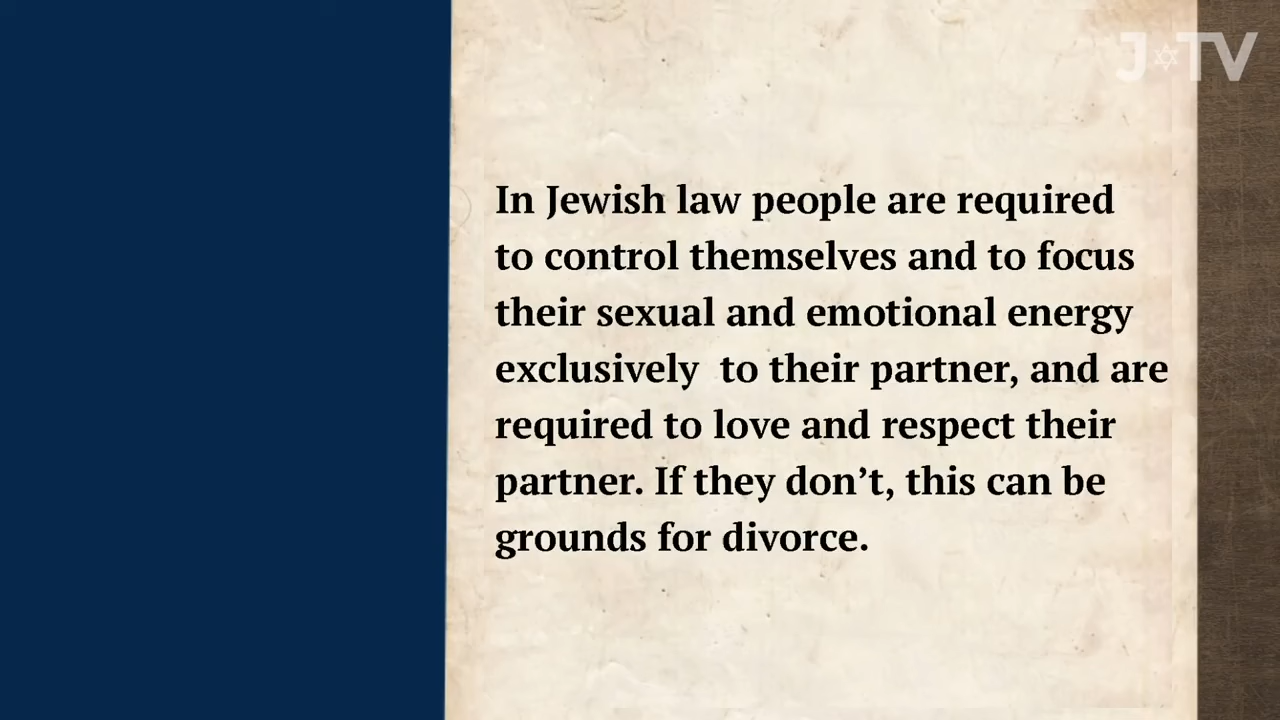 J✡TV
In Jewish law people are required
to control themselves and to focus
their sexual and emotional energy
exclusively  to their partner, and are
required to love and respect their
partner. If they don’t, this can be
grounds for divorce.